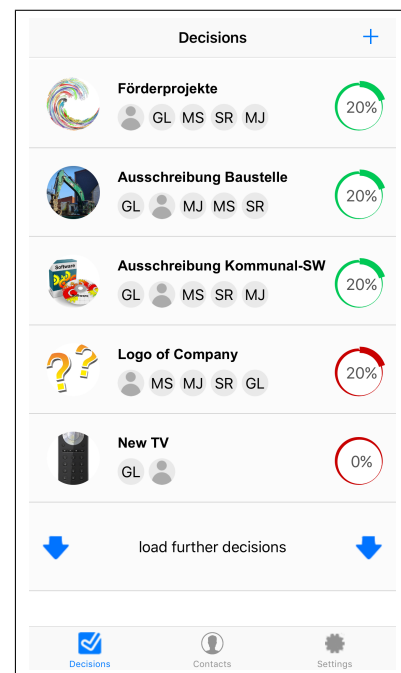 Decisions +
Förderprojekte
GL MS SR MJ
20%
Ausschreibung Baustelle
GL MJ MS SR
20%
Software
Ausschreibung Kommunal-SW
GL MS SR MJ
20%
??
Logo of Company
MS MJ SR GL
20%
New TV
GL
0%
load further decisions
Decisions Contacts Settings